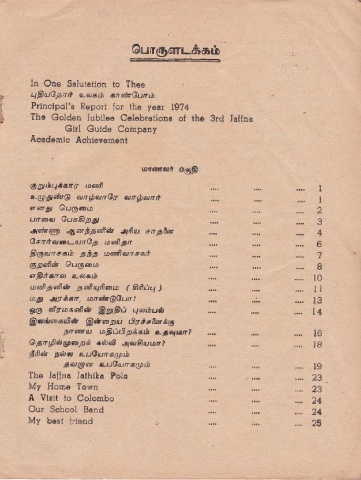 பொருளடக்கம்
In One Salutation to Thee
புதியதோர் உலகம் காண்போம்
Principal's Report for the year 1974
The Golden Jubilee Celebrations of the 3rd Jaffna
Girl Guide Company
Academic Achievement
மாணவர் பகுதி
குறும்புக்கார மணி .... .... .... 1
உழுதுண்டு வாழ்வாரே வாழ்வார் .... .... .... 1
எனது பெருமை .... .... .... 2
யானை பேசுகிறது .... .... .... 3
அண்ணா ஆனந்தனின் அரிய சாதனை .... .... .... 4
சோர்வடையாதே மனிதா .... .... .... 6
திருவாசகம் தந்த மணிவாசகர் .... .... .... 7
குறளின் பெருமை .... .... .... 8
எதிர்கால உலகம் .... .... .... 10
மனிதனின் தனியுரிமை ( சிரிப்பு ) .... .... .... 11
மது அரக்கா, மாண்டுபோ! .... .... .... 13
ஒரு வீரமகனின் இறுதிப் புலம்பல் .... .... .... 14
இலங்கையின் இன்றைய பிரச்சனைக்கு
நாணய மதிப்பிறக்கம் உதவுமா? .... .... .... 16
தொழில்முறைக் கல்வி அவசியமா? .... .... .... 18
நீரின் நல்ல உபயோகமும்
தவறான உபயோகமும் .... .... .... 19
The Jaffna Jathika Pola .... .... .... 23
My Home Town .... .... .... 23
A Visit to Colombo .... .... .... 24
Our School Band .... .... .... 24
My best friend .... .... .... 25